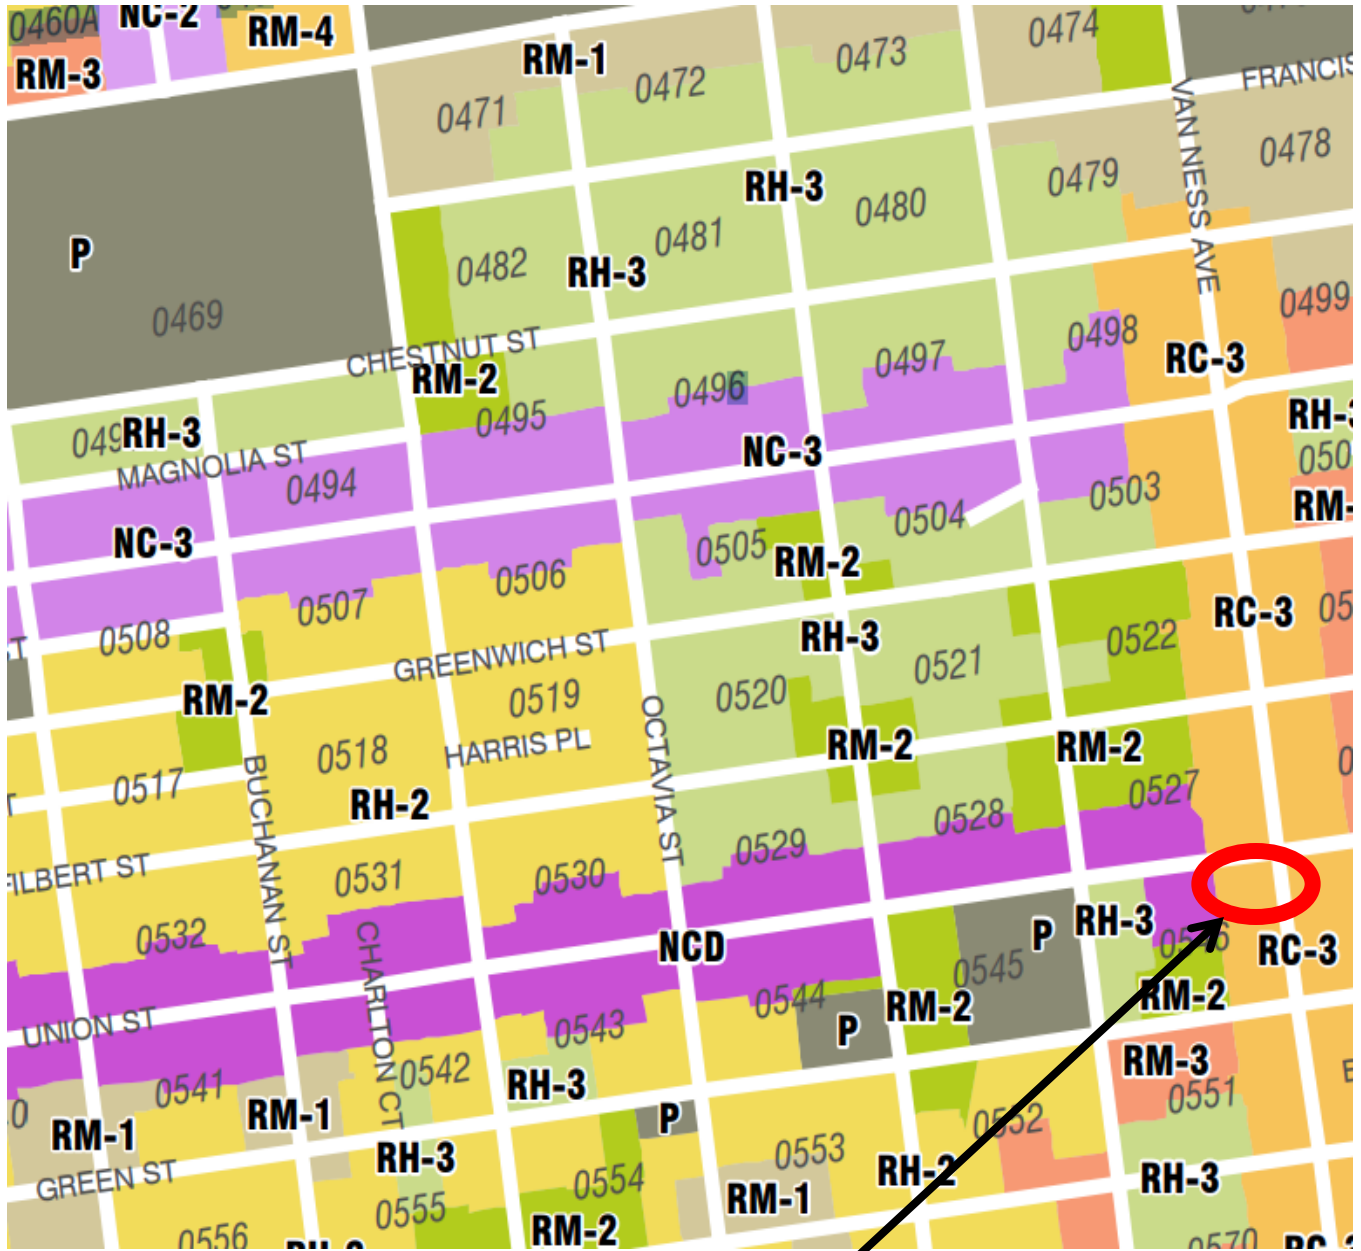 0460A
NC-2
RM-4
RM-3
RM-1
0473
0474
0472
0471
VAN NESS AVE
0478
RH-3
0479
0480
P
0481
0482
RH-3
0469
0499
CHESTNUT ST
0498
0497
RC-3
RM-2
0496
0495
RH-3
MAGNOLIA ST
NC-3
0494
0503
NC-3
0504
0505
RM-2
0506
0507
RC-3
0508
RH-3
0522
GREENWICH ST
0521
RM-2
0519
0520
OCTAVIA ST
HARRIS PL
RM-2
RM-2
0518
0517
BUCHANAN ST
RH-2
0527
0528
0529
ILBERT ST
0531
0530
0532
CHARLTON CT
P
RH-3
NCD
RC-3
0545
RM-2
0544
RM-2
UNION ST
0543
P
0542
RM-3
0541
RH-3
0551
RM-1
RM-1
P
0552
0553
RH-3
RH-2
GREEN ST
RH-3
0554
RM-1
0555
RM-2
0556
0570